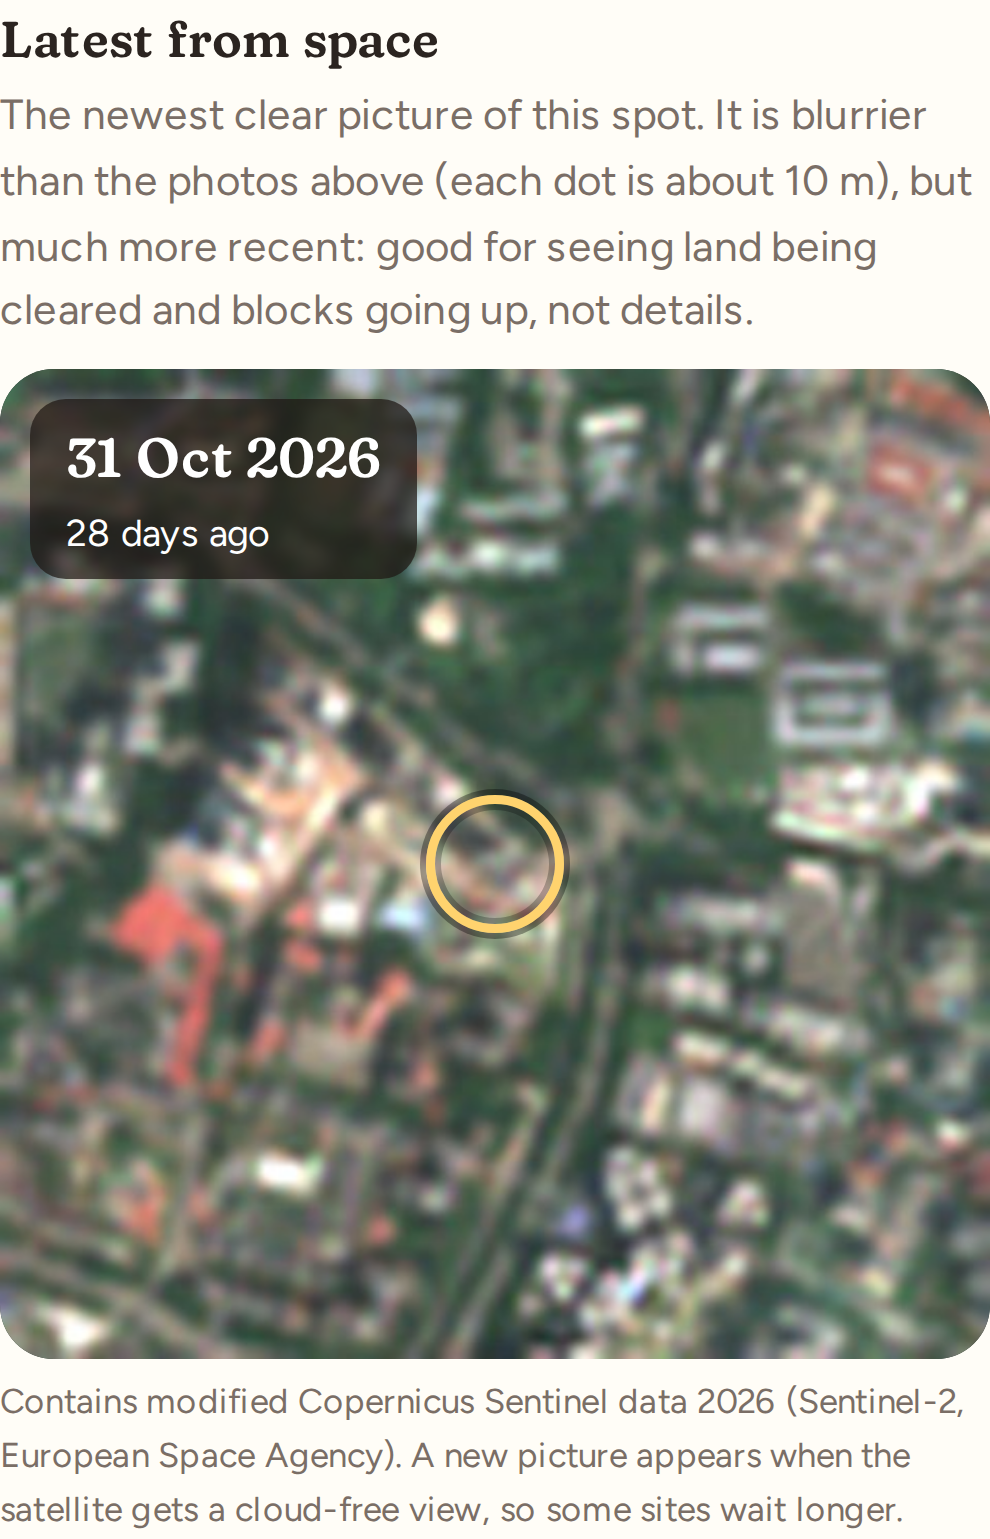 Latest from space
The newest clear picture of this spot. It is blurrier
than the photos above (each dot is about 10 m), but
much more recent: good for seeing land being
cleared and blocks going up, not details.
31 Oct 2026
28 days ago
Contains modified Copernicus Sentinel data 2026 (Sentinel-2,
European Space Agency). A new picture appears when the
satellite gets a cloud-free view, so some sites wait longer.